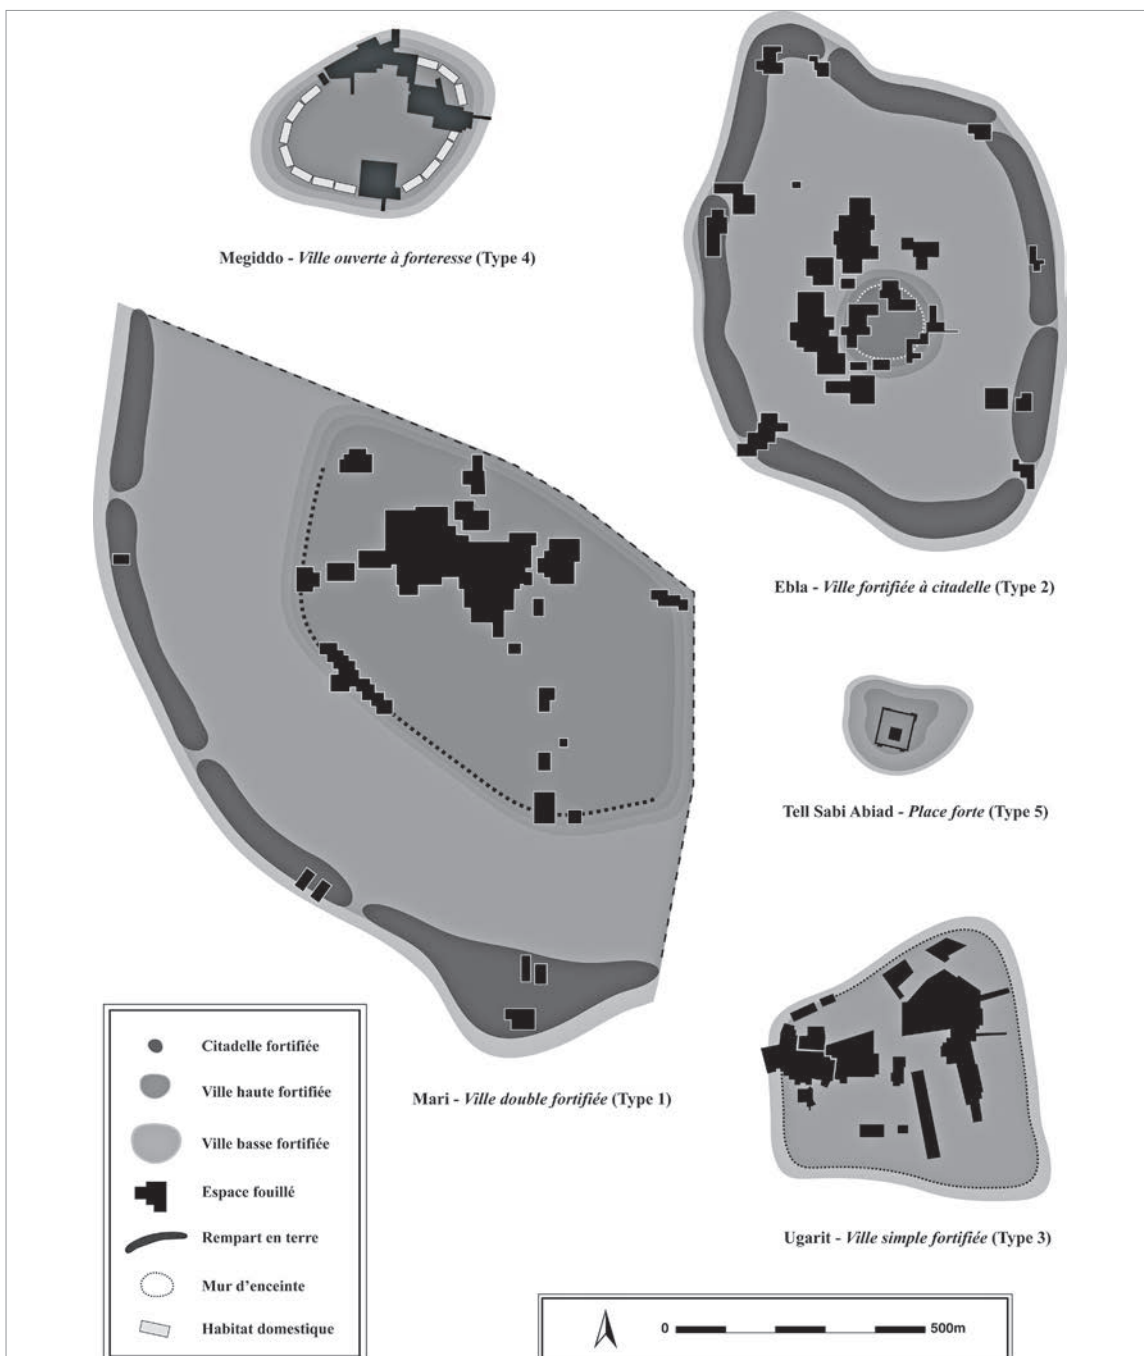 Megiddo - Ville ouverte à forteresse (Type 4)
Ebla - Ville fortifiée à citadelle (Type 2)
Tell Sabi Abiad - Place forte (Type 5)
Mari - Ville double fortifiée (Type 1)
Ugarit - Ville simple fortifiée (Type 3)
Citadelle fortifiée
Ville haute fortifiée
Ville basse fortifiée
Espace fouillé
Rempart en terre
Mur d'enceinte
Habitat domestique
0 500m